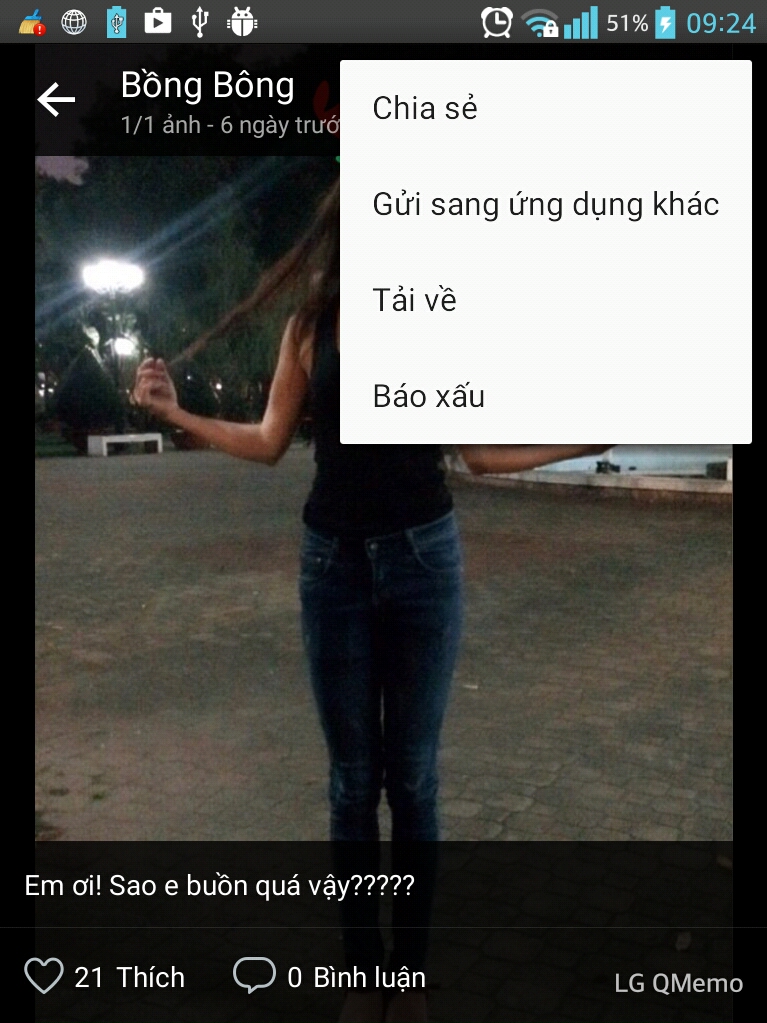 51% 09:24
Bồng Bông
1/1 ảnh - 6 ngày trướ
Chia sẻ
Gửi sang ứng dụng khác
Tải về
Báo xấu
Em ơi! Sao e buồn quá vậy?????
21 Thích 0 Bình luận
LG QMemo